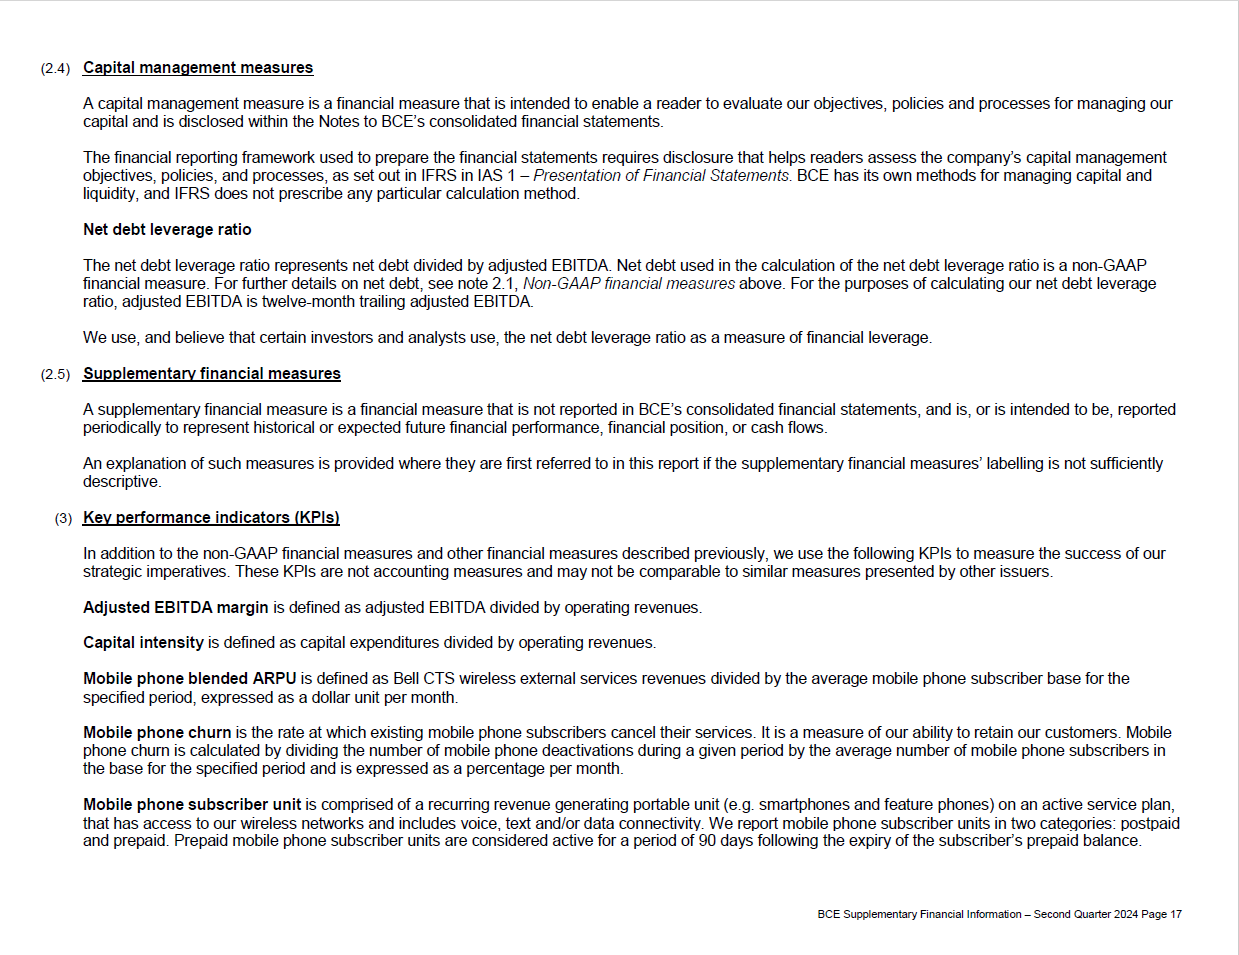 (2.4) Capital management measures
A capital management measure is a financial measure that is intended to enable a reader to evaluate our objectives, policies and processes for managing our
capital and is disclosed within the Notes to BCE’s consolidated financial statements.
The financial reporting framework used to prepare the financial statements requires disclosure that helps readers assess the company’s capital management
objectives, policies, and processes, as set out in IFRS in IAS 1 – Presentation of Financial Statements. BCE has its own methods for managing capital and
liquidity, and IFRS does not prescribe any particular calculation method.
Net debt leverage ratio
The net debt leverage ratio represents net debt divided by adjusted EBITDA. Net debt used in the calculation of the net debt leverage ratio is a non-GAAP
financial measure. For further details on net debt, see note 2.1, Non-GAAP financial measures above. For the purposes of calculating our net debt leverage
ratio, adjusted EBITDA is twelve-month trailing adjusted EBITDA.
We use, and believe that certain investors and analysts use, the net debt leverage ratio as a measure of financial leverage.
(2.5) Supplementary financial measures
A supplementary financial measure is a financial measure that is not reported in BCE’s consolidated financial statements, and is, or is intended to be, reported
periodically to represent historical or expected future financial performance, financial position, or cash flows.
An explanation of such measures is provided where they are first referred to in this report if the supplementary financial measures’ labelling is not sufficiently
descriptive.
(3) Key performance indicators (KPIs)
In addition to the non-GAAP financial measures and other financial measures described previously, we use the following KPIs to measure the success of our
strategic imperatives. These KPIs are not accounting measures and may not be comparable to similar measures presented by other issuers.
Adjusted EBITDA margin is defined as adjusted EBITDA divided by operating revenues.
Capital intensity is defined as capital expenditures divided by operating revenues.
Mobile phone blended ARPU is defined as Bell CTS wireless external services revenues divided by the average mobile phone subscriber base for the
specified period, expressed as a dollar unit per month.
Mobile phone churn is the rate at which existing mobile phone subscribers cancel their services. It is a measure of our ability to retain our customers. Mobile
phone churn is calculated by dividing the number of mobile phone deactivations during a given period by the average number of mobile phone subscribers in
the base for the specified period and is expressed as a percentage per month.
Mobile phone subscriber unit is comprised of a recurring revenue generating portable unit (e.g. smartphones and feature phones) on an active service plan,
that has access to our wireless networks and includes voice, text and/or data connectivity. We report mobile phone subscriber units in two categories: postpaid
and prepaid. Prepaid mobile phone subscriber units are considered active for a period of 90 days following the expiry of the subscriber’s prepaid balance.
BCE Supplementary Financial Information – Second Quarter 2024 Page 17